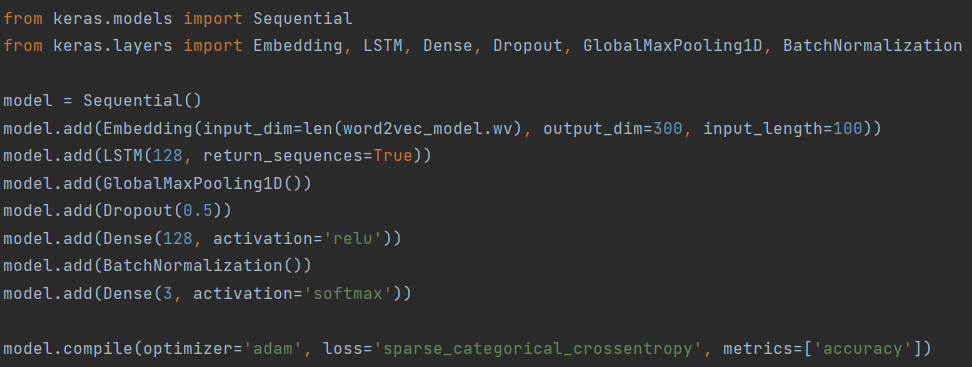 from keras.models import Sequential
from keras.layers import Embedding, LSTM, Dense, Dropout, GlobalMaxPooling1D, BatchNormalization
model = Sequential()
model.add(Embedding(input_dim=len(word2vec_model.wv), output_dim=300, input_length=100))
model.add(LSTM(128, return_sequences=True))
model.add(GlobalMaxPooling1D())
model.add(Dropout(0.5))
model.add(Dense(128, activation='relu'))
model.add(BatchNormalization())
model.add(Dense(3, activation='softmax'))
model.compile(optimizer='adam', loss='sparse_categorical_crossentropy', metrics=['accuracy'])